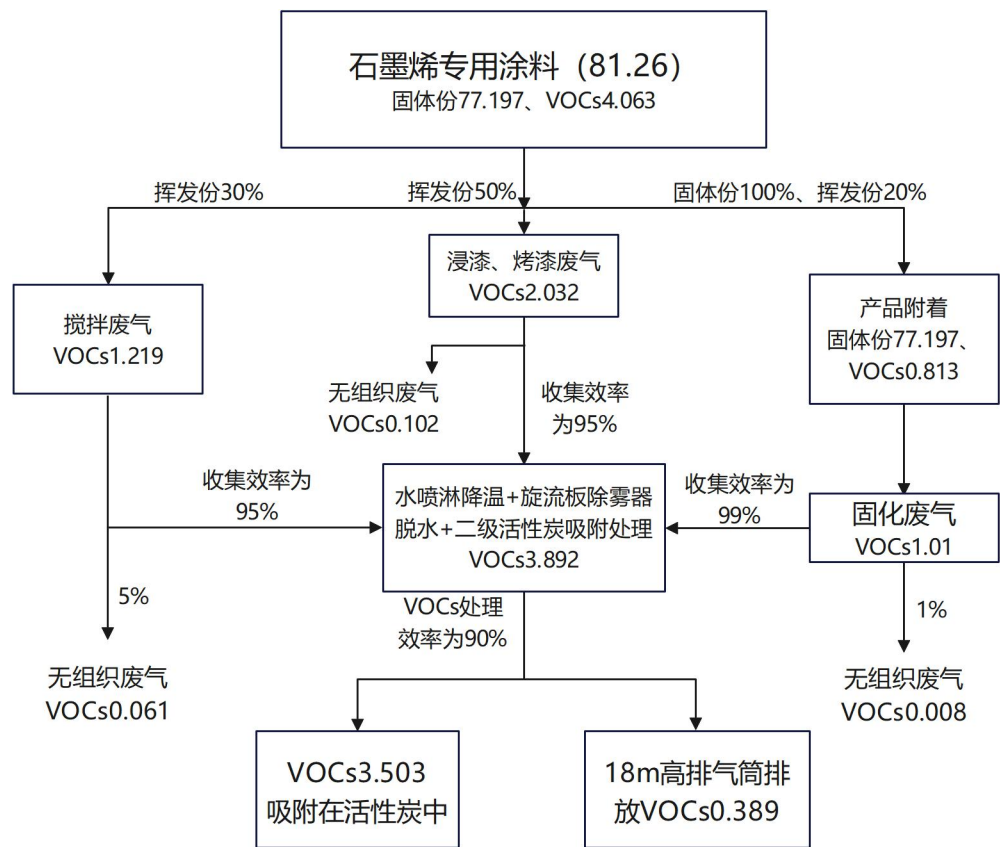 石墨烯专用涂料（81.26）
固体份77.197、VOCs4.063
挥发份30%
挥发份50%
固体份100%、挥发份20%
搅拌废气
VOCs1.219
浸漆、烤漆废气
VOCs2.032
产品附着
固体份77.197、
VOCs0.813
无组织废气
VOCs0.102
收集效率
为95%
收集效率为
95%
水喷淋降温+旋流板除雾器
脱水+二级活性炭吸附处理
VOCs3.892
收集效率为
99%
固化废气
VOCs1.01
5%
VOCs处理
效率为90%
1%
无组织废气
VOCs0.061
无组织废气
VOCs0.008
VOCs3.503
吸附在活性炭中
18m高排气筒排
放VOCs0.389